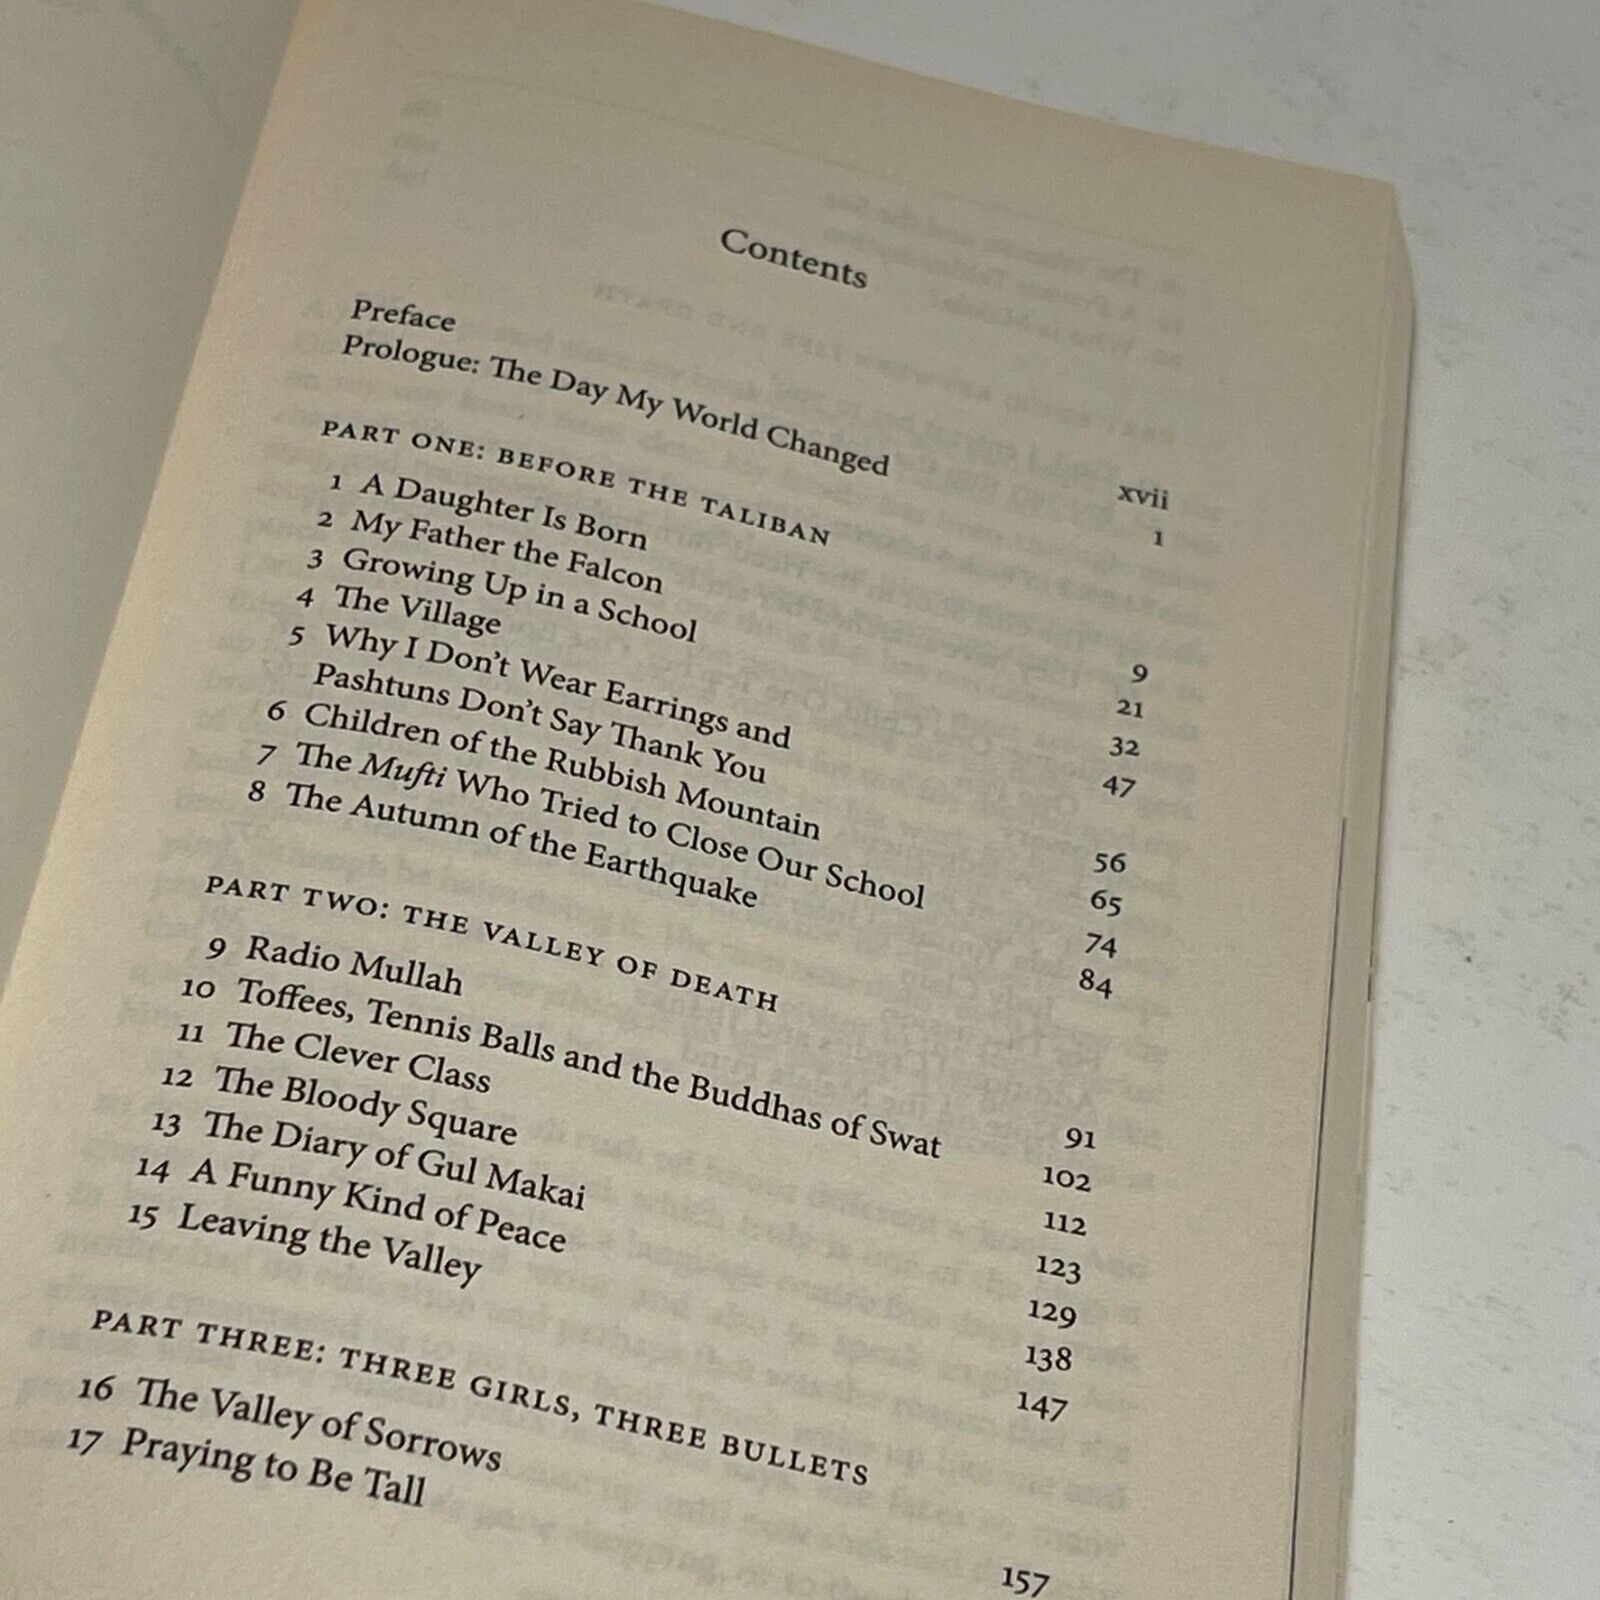 Contents
Preface xvii
Prologue: The Day My World Changed 1
PART ONE: BEFORE THE TALIBAN
1 A Daughter Is Born 9
2 My Father the Falcon 21
3 Growing Up in a School 32
4 The Village 47
5 Why I Don't Wear Earrings and
Pashtuns Don't Say Thank You 56
6 Children of the Rubbish Mountain 65
7 The Mufti Who Tried to Close Our School 74
8 The Autumn of the Earthquake 84
PART TWO: THE VALLEY OF DEATH
9 Radio Mullah 91
10 Toffees, Tennis Balls and the Buddhas of Swat 102
11 The Clever Class 112
12 The Bloody Square 123
13 The Diary of Gul Makai 129
14 A Funny Kind of Peace 138
15 Leaving the Valley 147
PART THREE: THREE GIRLS, THREE BULLETS
16 The Valley of Sorrows 157
17 Praying to Be Tall